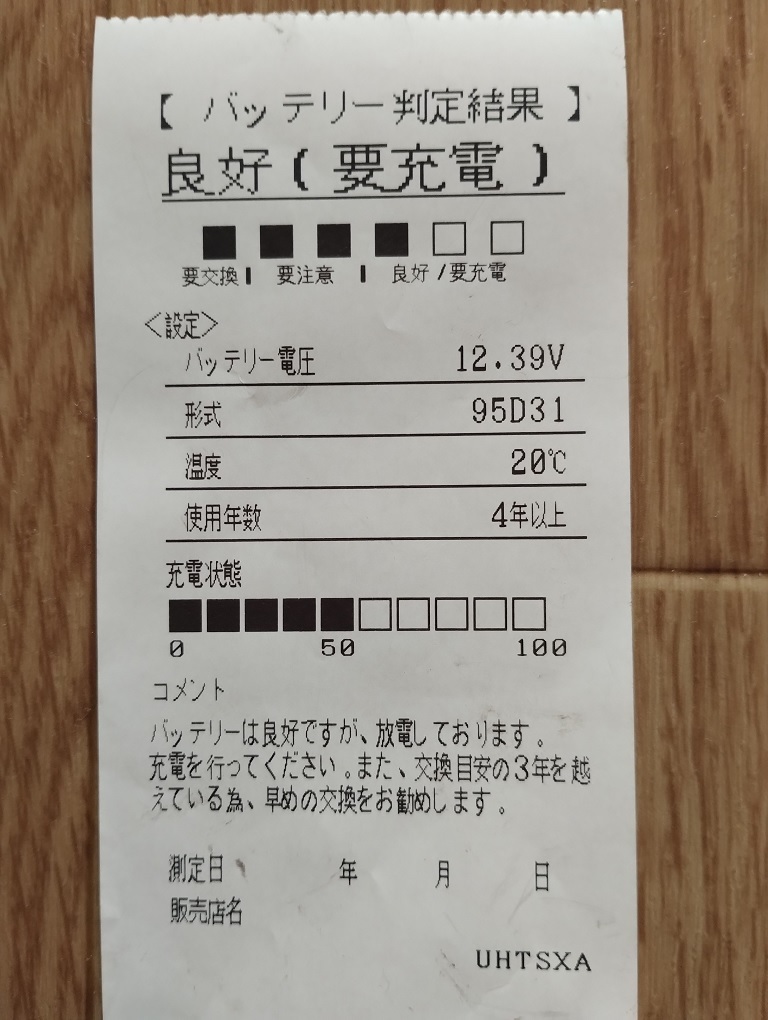 【 バッテリー判定結果 】
良好(要充電)
要交換 | 要注意 | 良好 /要充電
<設定>
バッテリー電圧 12.39V
形式 95D31
温度 20℃
使用年数 4年以上
充電状態
0 50 100
コメント
バッテリーは良好ですが、放電しております。
充電を行ってください。また、交換目安の3年を越
えている為、早めの交換をお勧めします。
測定日 年 月 日
販売店名
UHTSXA